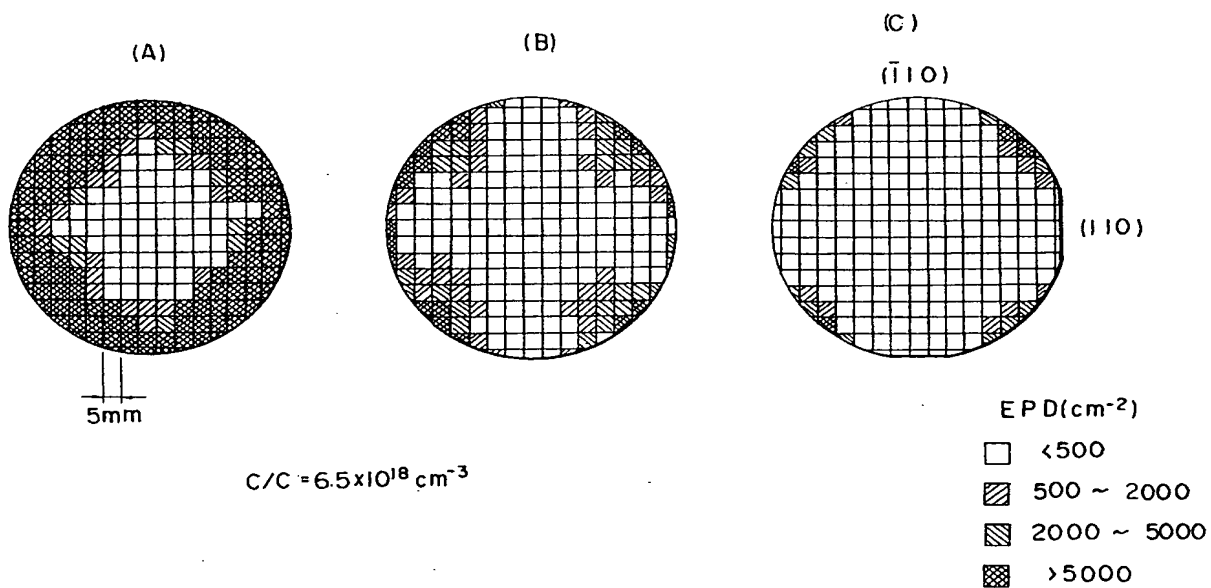 (A)
(B)
(C)
(1̄10)
(110)
5mm
C/C = 6.5x10¹⁸ cm⁻³
EPD(cm⁻²)
<500
500 ~ 2000
2000 ~ 5000
>5000